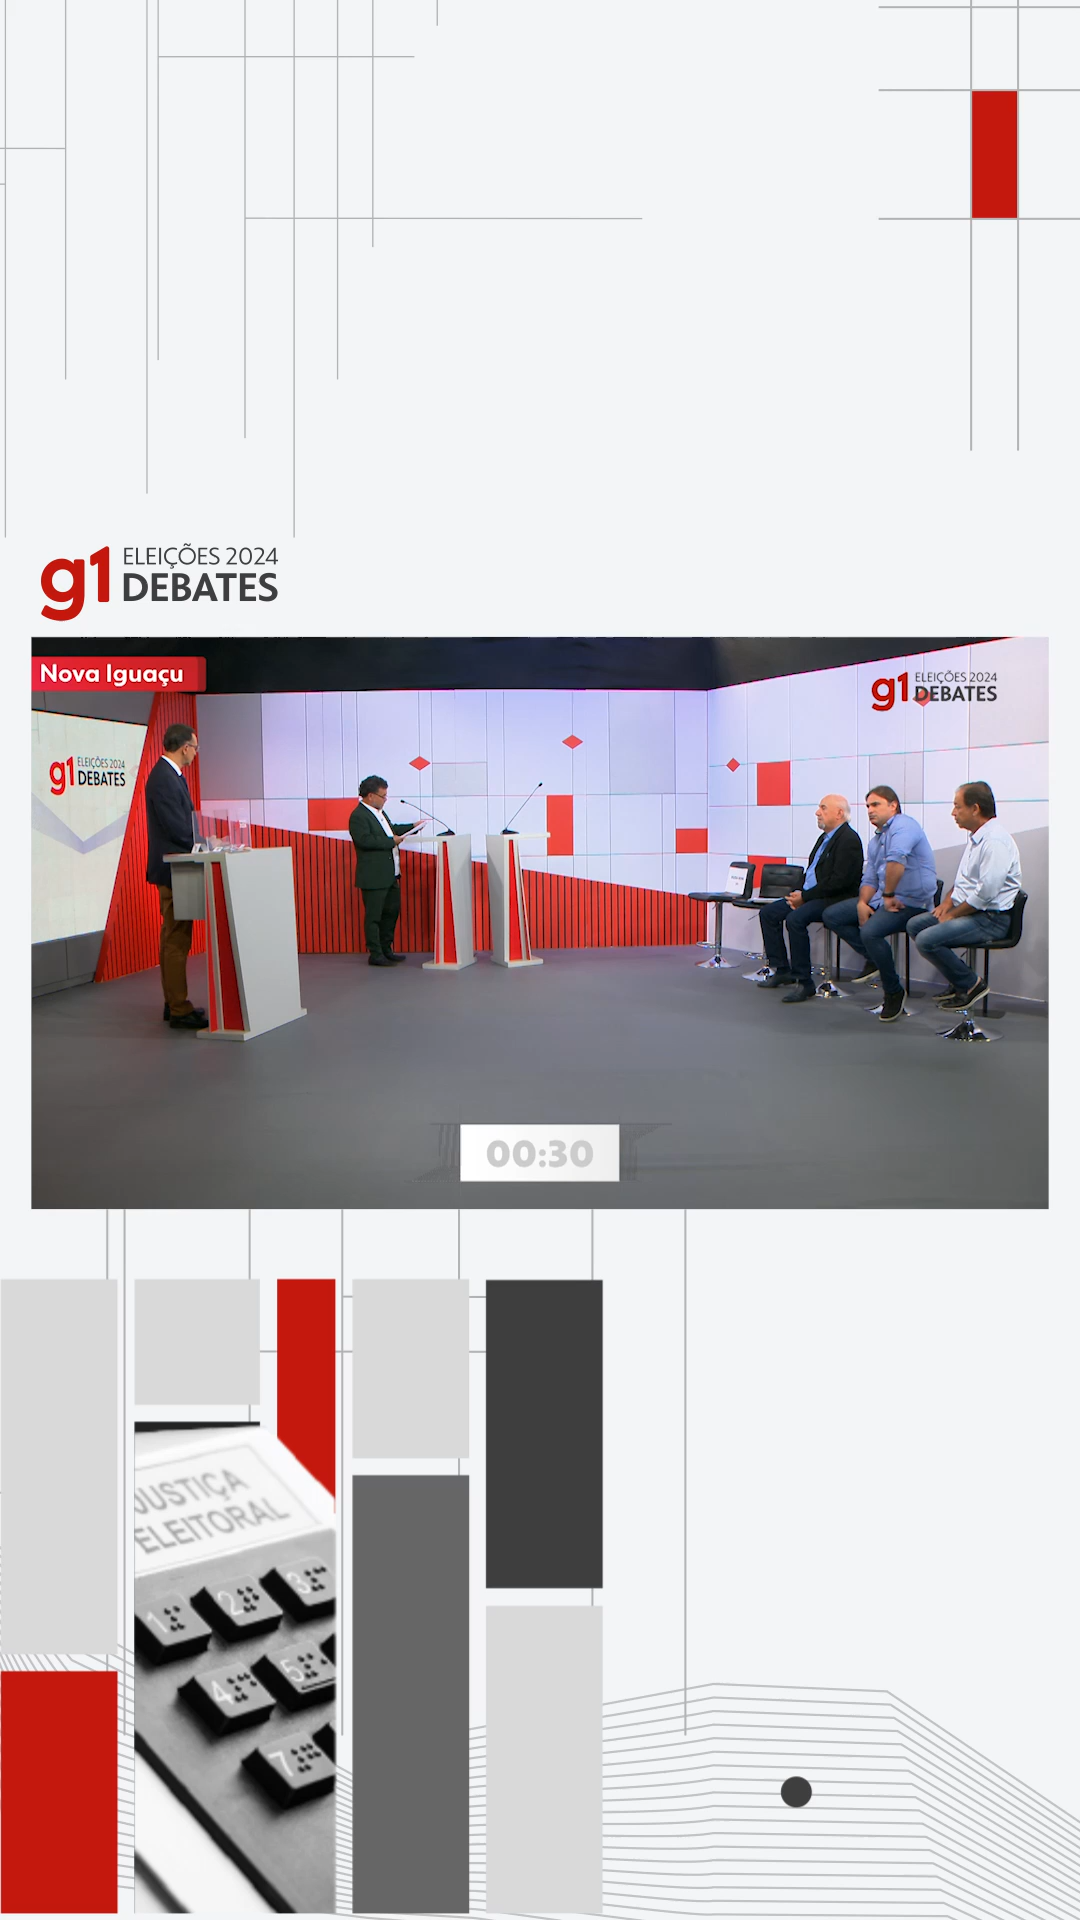 g1 ELEIÇÕES 2024
DEBATES
Nova Iguaçu
g1 ELEIÇÕES 2024
DEBATES
g1 ELEIÇÕES 2024
DEBATES
00:30
JUSTIÇA
ELEITORAL
1 2 3
4 5
7